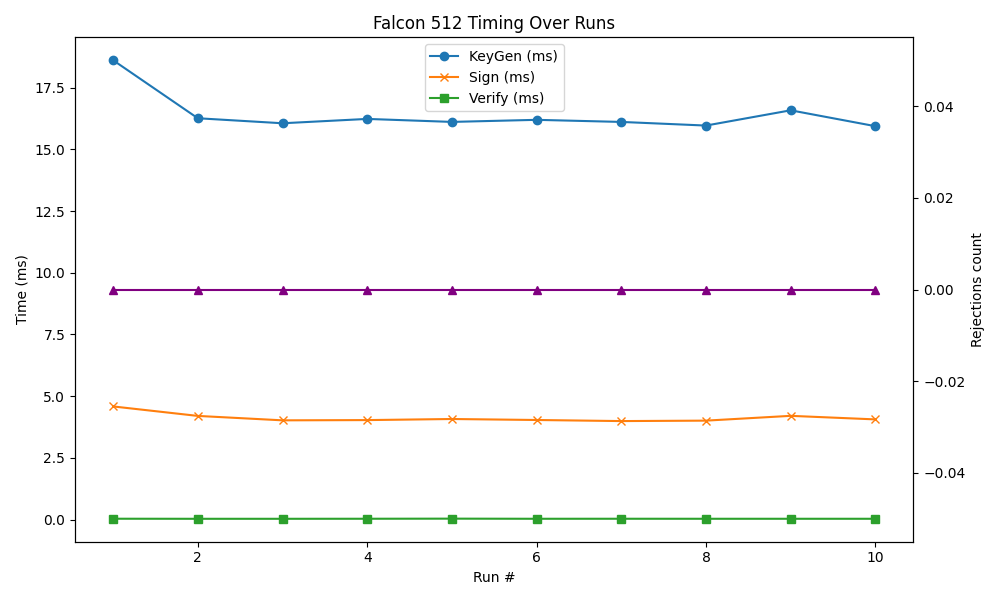 Falcon 512 Timing Over Runs
KeyGen (ms)
Sign (ms)
Verify (ms)
Time (ms)
17.5
15.0
12.5
10.0
7.5
5.0
2.5
0.0
0.04
0.02
0.00
−0.02
−0.04
Rejections count
2
4
6
8
10
Run #